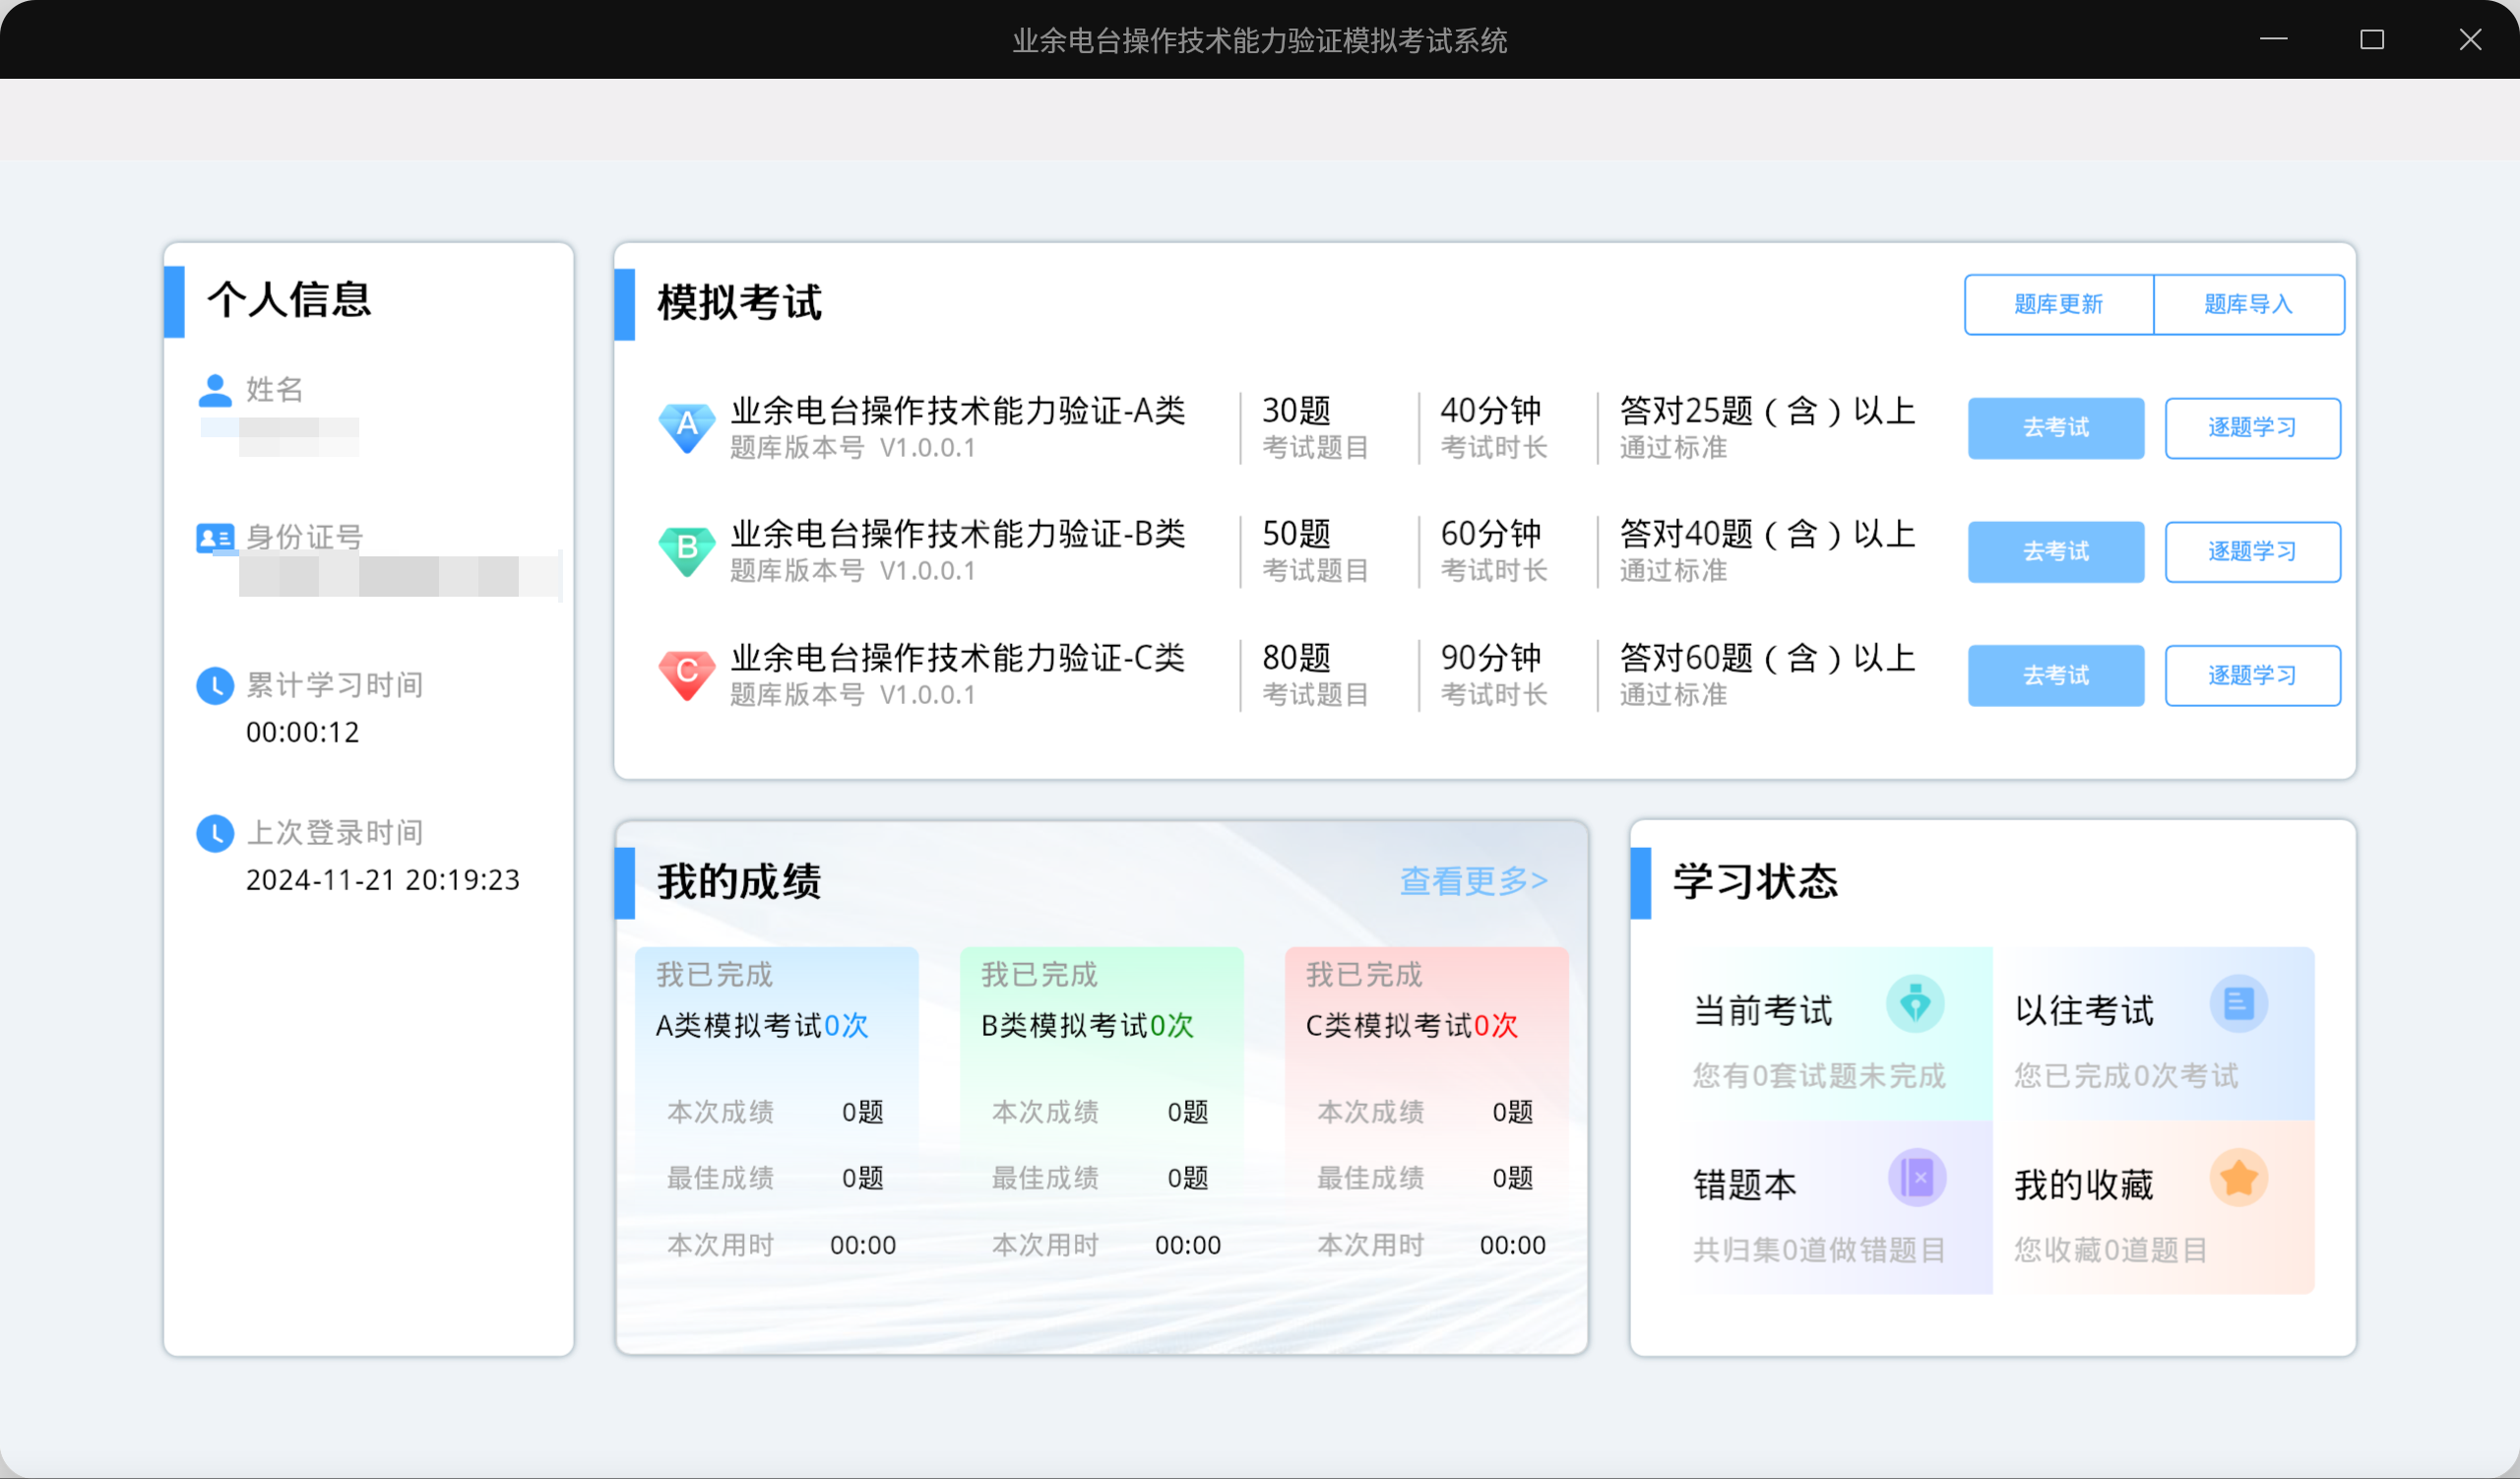 业余电台操作技术能力验证模拟考试系统
个人信息
姓名
身份证号
累计学习时间
00:00:12
上次登录时间
2024-11-21 20:19:23
模拟考试
题库更新 题库导入
A 业余电台操作技术能力验证-A类 30题 40分钟 答对25题（含）以上 去考试 逐题学习
题库版本号 V1.0.0.1 考试题目 考试时长 通过标准
B 业余电台操作技术能力验证-B类 50题 60分钟 答对40题（含）以上 去考试 逐题学习
题库版本号 V1.0.0.1 考试题目 考试时长 通过标准
C 业余电台操作技术能力验证-C类 80题 90分钟 答对60题（含）以上 去考试 逐题学习
题库版本号 V1.0.0.1 考试题目 考试时长 通过标准
我的成绩 查看更多>
我已完成
A类模拟考试0次
本次成绩 0题
最佳成绩 0题
本次用时 00:00
我已完成
B类模拟考试0次
本次成绩 0题
最佳成绩 0题
本次用时 00:00
我已完成
C类模拟考试0次
本次成绩 0题
最佳成绩 0题
本次用时 00:00
学习状态
当前考试
您有0套试题未完成
以往考试
您已完成0次考试
错题本
共归集0道做错题目
我的收藏
您收藏0道题目